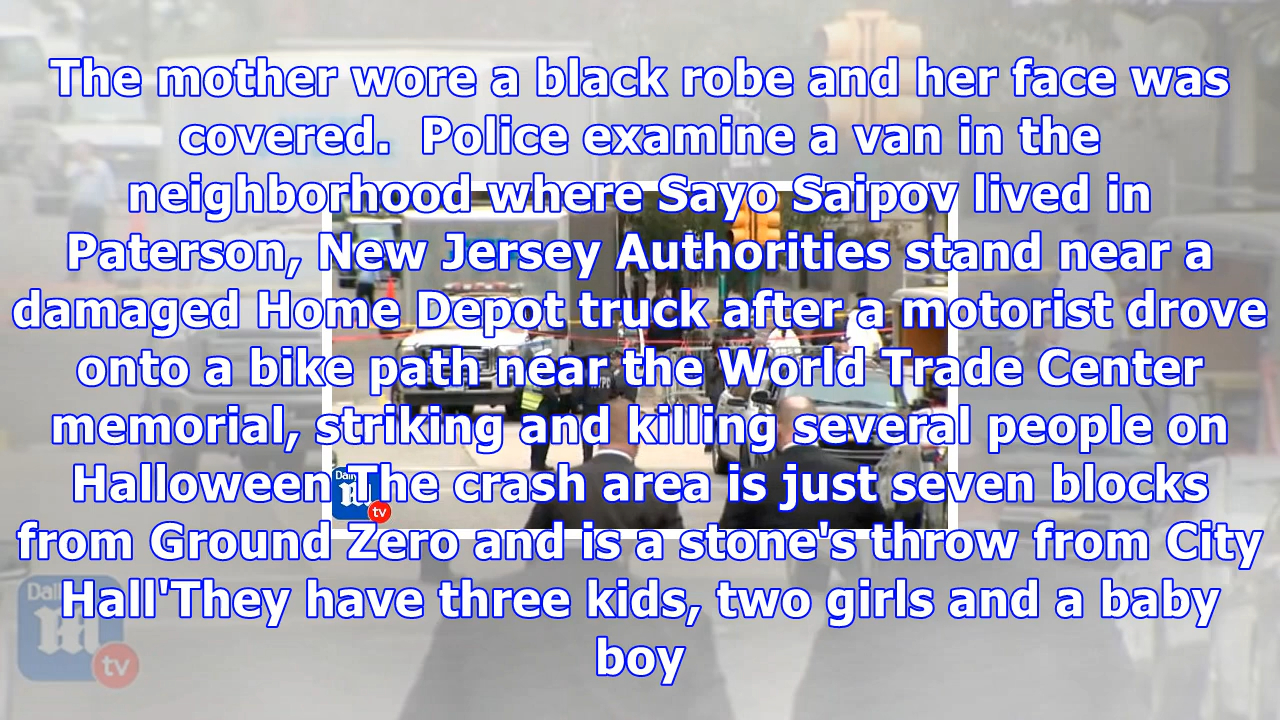 The mother wore a black robe and her face was
covered.  Police examine a van in the
neighborhood where Sayo Saipov lived in
Paterson, New Jersey Authorities stand near a
damaged Home Depot truck after a motorist drove
onto a bike path near the World Trade Center
memorial, striking and killing several people on
Halloween The crash area is just seven blocks
from Ground Zero and is a stone's throw from City
Hall'They have three kids, two girls and a baby
boy
tv
Dail
tv